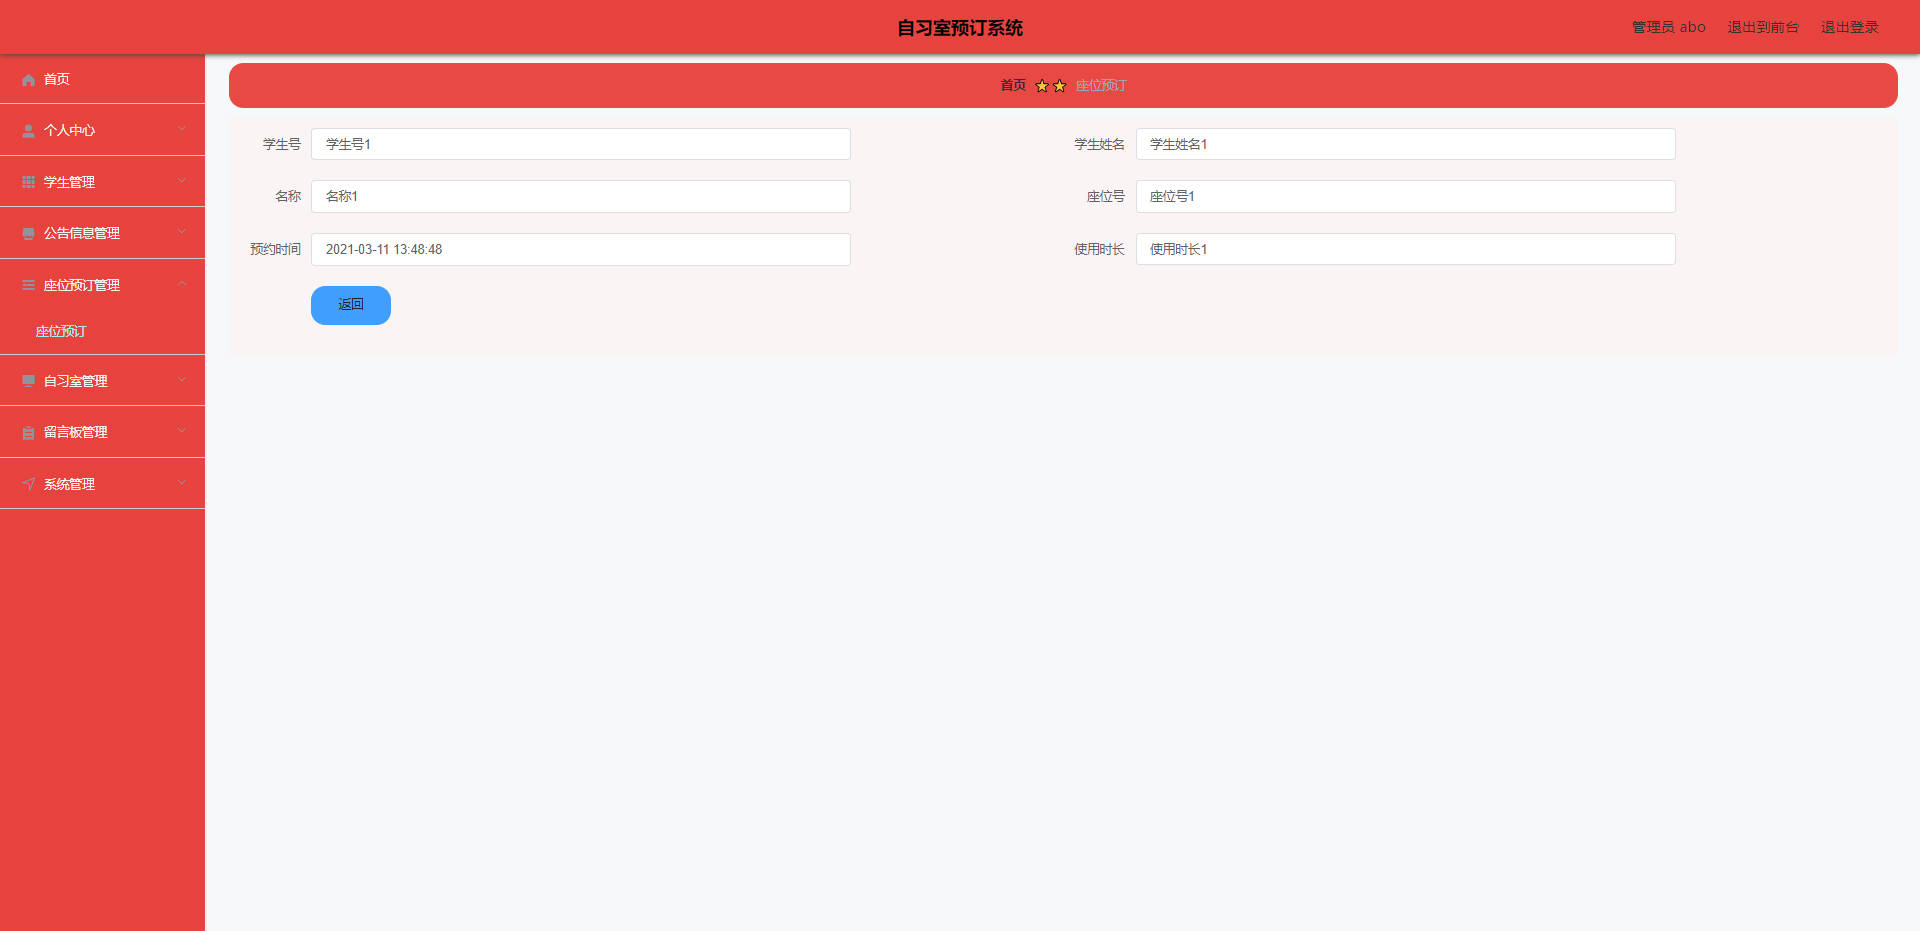 自习室预订系统
管理员 abo 退出到前台 退出登录
首页
个人中心
学生管理
公告信息管理
座位预订管理
座位预订
自习室管理
留言板管理
系统管理
首页 座位预订
学生号 学生号1 学生姓名 学生姓名1
名称 名称1 座位号 座位号1
预约时间 2021-03-11 13:48:48 使用时长 使用时长1
返回